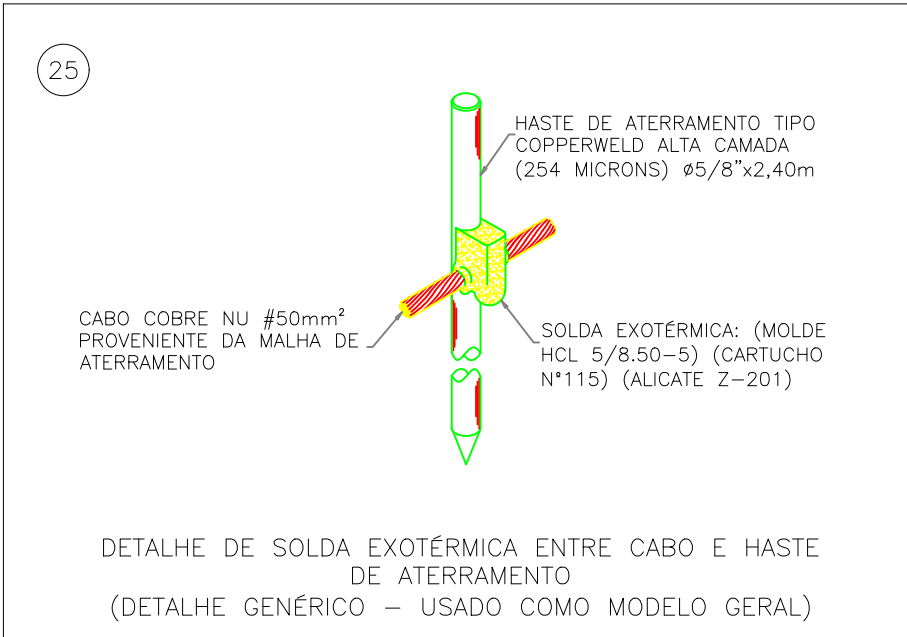 25
HASTE DE ATERRAMENTO TIPO
COPPERWELD ALTA CAMADA
(254 MICRONS) ø5/8"x2,40m
CABO COBRE NU #50mm²
PROVENIENTE DA MALHA DE
ATERRAMENTO
SOLDA EXOTÉRMICA: (MOLDE
HCL 5/8.50-5) (CARTUCHO
N°115) (ALICATE Z-201)
DETALHE DE SOLDA EXOTÉRMICA ENTRE CABO E HASTE
DE ATERRAMENTO
(DETALHE GENÉRICO - USADO COMO MODELO GERAL)